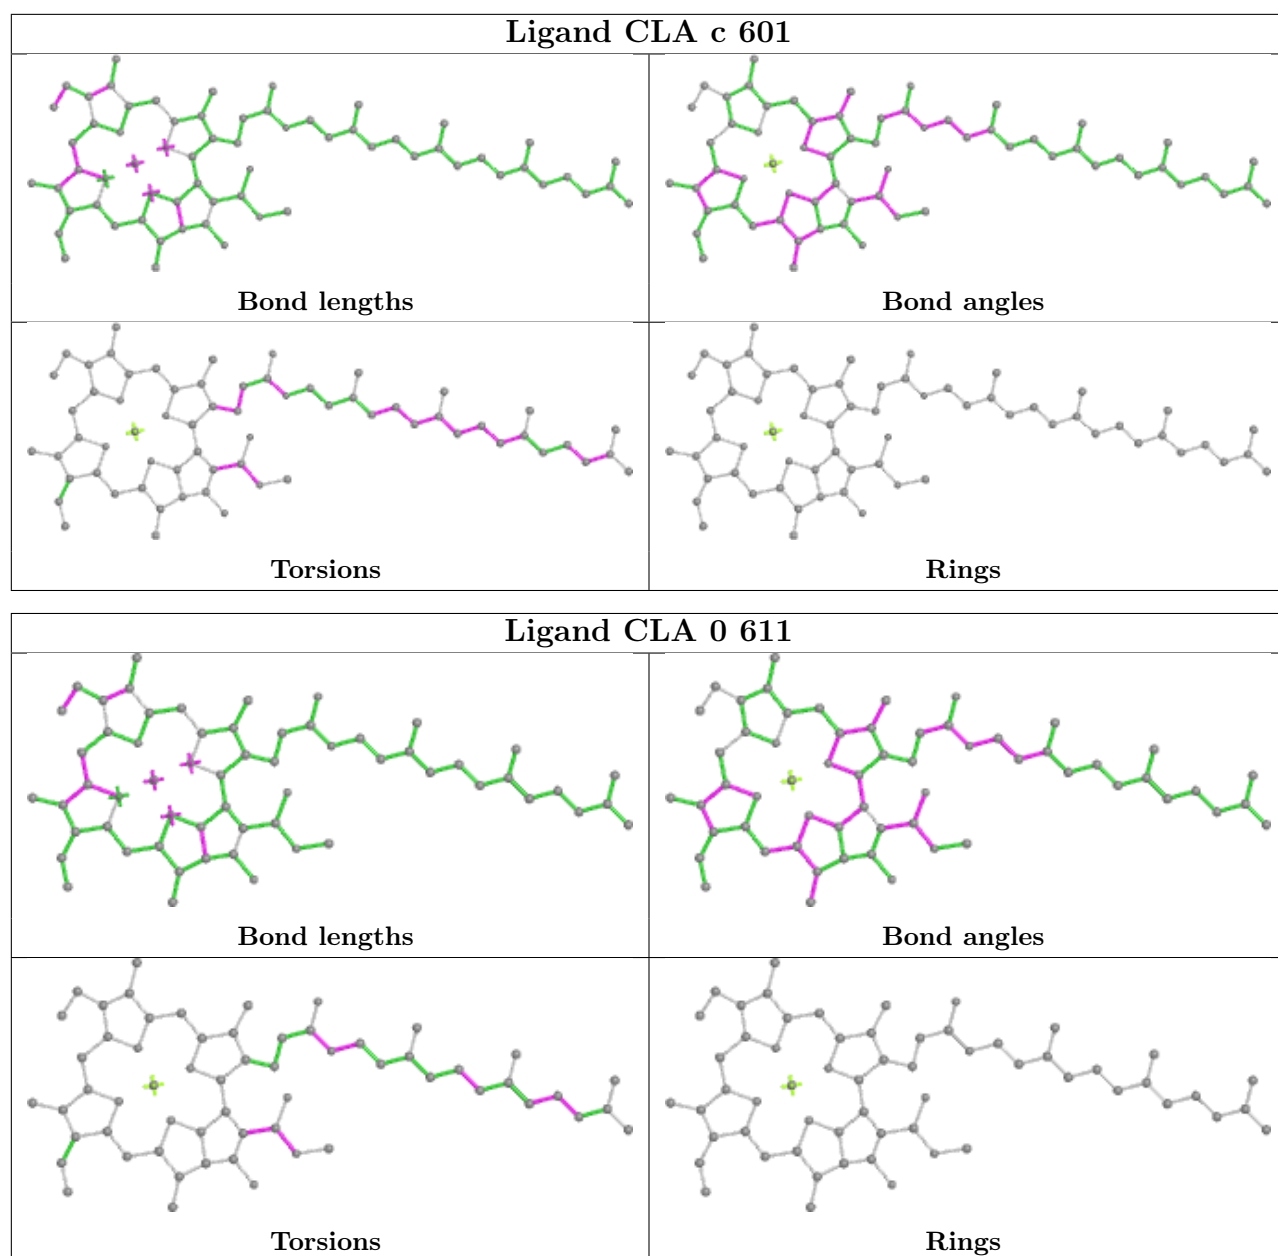 Ligand CLA c 601
Bond lengths
Bond angles
Torsions
Rings
Ligand CLA 0 611
Bond lengths
Bond angles
Torsions
Rings